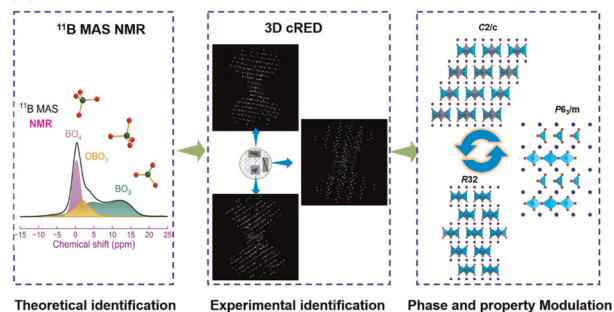 ¹¹B MAS NMR
3D cRED
C2/c
¹¹B MAS
NMR
BO₄
OBO₃
BO₃
P6₃/m
R32
-15 -10 -5 0 5 10 15 20 25
Chemical shift (ppm)
Theoretical identification
Experimental identification
Phase and property Modulation